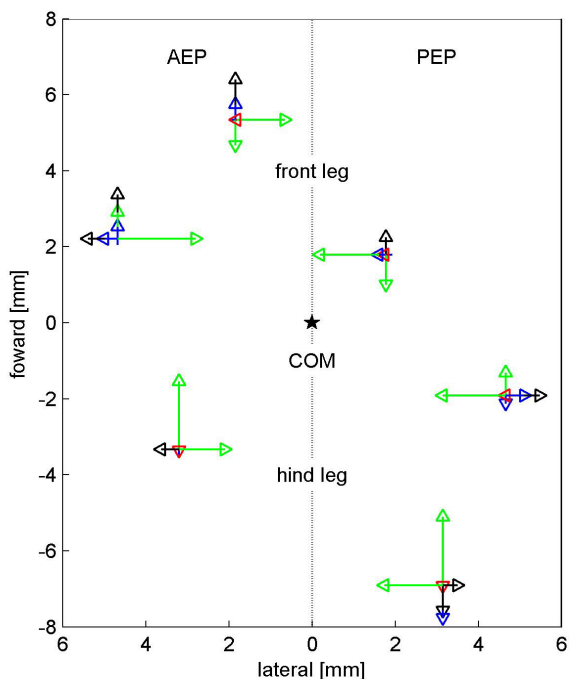 8
AEP
PEP
6
4
front leg
2
0
COM
-2
-4
hind leg
-6
-8
6 4 2 0 2 4 6
lateral [mm]
foward [mm]